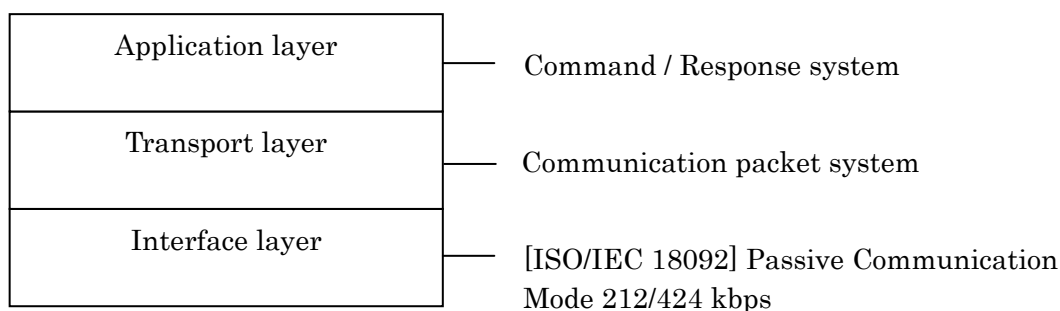 Application layer
Command / Response system
Transport layer
Communication packet system
Interface layer
[ISO/IEC 18092] Passive Communication
Mode 212/424 kbps